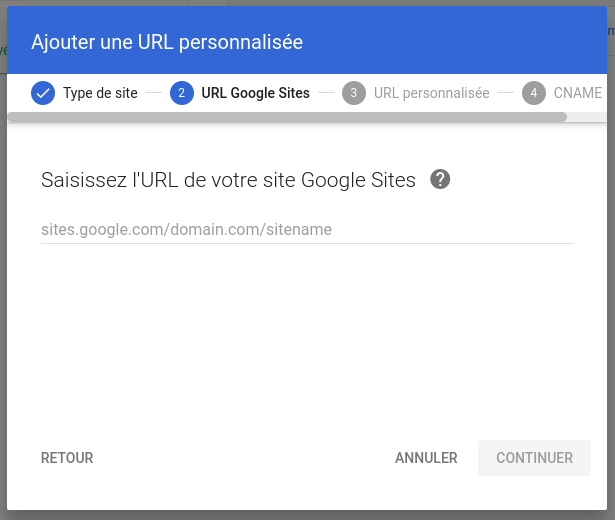 Ajouter une URL personnalisée
Type de site
2 URL Google Sites
3 URL personnalisée
4 CNAME
Saisissez l'URL de votre site Google Sites ?
sites.google.com/domain.com/sitename
RETOUR ANNULER CONTINUER